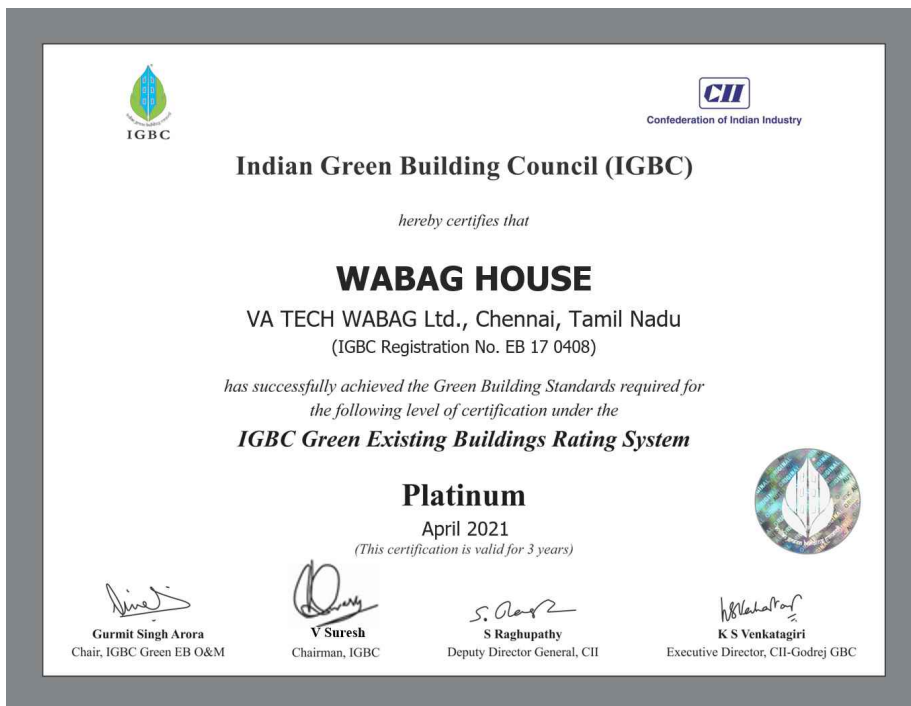 IGBC
CII
Confederation of Indian Industry
Indian Green Building Council (IGBC)
hereby certifies that
WABAG HOUSE
VA TECH WABAG Ltd., Chennai, Tamil Nadu
(IGBC Registration No. EB 17 0408)
has successfully achieved the Green Building Standards required for
the following level of certification under the
IGBC Green Existing Buildings Rating System
Platinum
April 2021
(This certification is valid for 3 years)
Gurmit Singh Arora
Chair, IGBC Green EB O&M
V Suresh
Chairman, IGBC
S Raghupathy
Deputy Director General, CII
K S Venkatagiri
Executive Director, CII-Godrej GBC